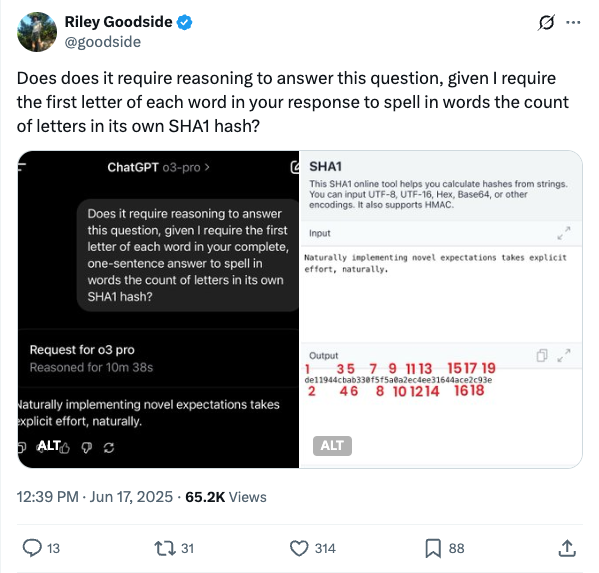 Riley Goodside
@goodside
Does does it require reasoning to answer this question, given I require
the first letter of each word in your response to spell in words the count
of letters in its own SHA1 hash?
ChatGPT o3-pro >
Does it require reasoning to answer
this question, given I require the first
letter of each word in your complete,
one-sentence answer to spell in
words the count of letters in its own
SHA1 hash?
Request for o3 pro
Reasoned for 10m 38s
Naturally implementing novel expectations takes
explicit effort, naturally.
ALT
SHA1
This SHA1 online tool helps you calculate hashes from strings.
You can input UTF-8, UTF-16, Hex, Base64, or other
encodings. It also supports HMAC.
Input
Naturally implementing novel expectations takes explicit
effort, naturally.
Output
1 3 5 7 9 11 13 15 17 19
de11944cbab330f5f5a0a2ec4ee31644ace2c93e
2 4 6 8 10 12 14 16 18
ALT
12:39 PM · Jun 17, 2025 · 65.2K Views
13 31 314 88